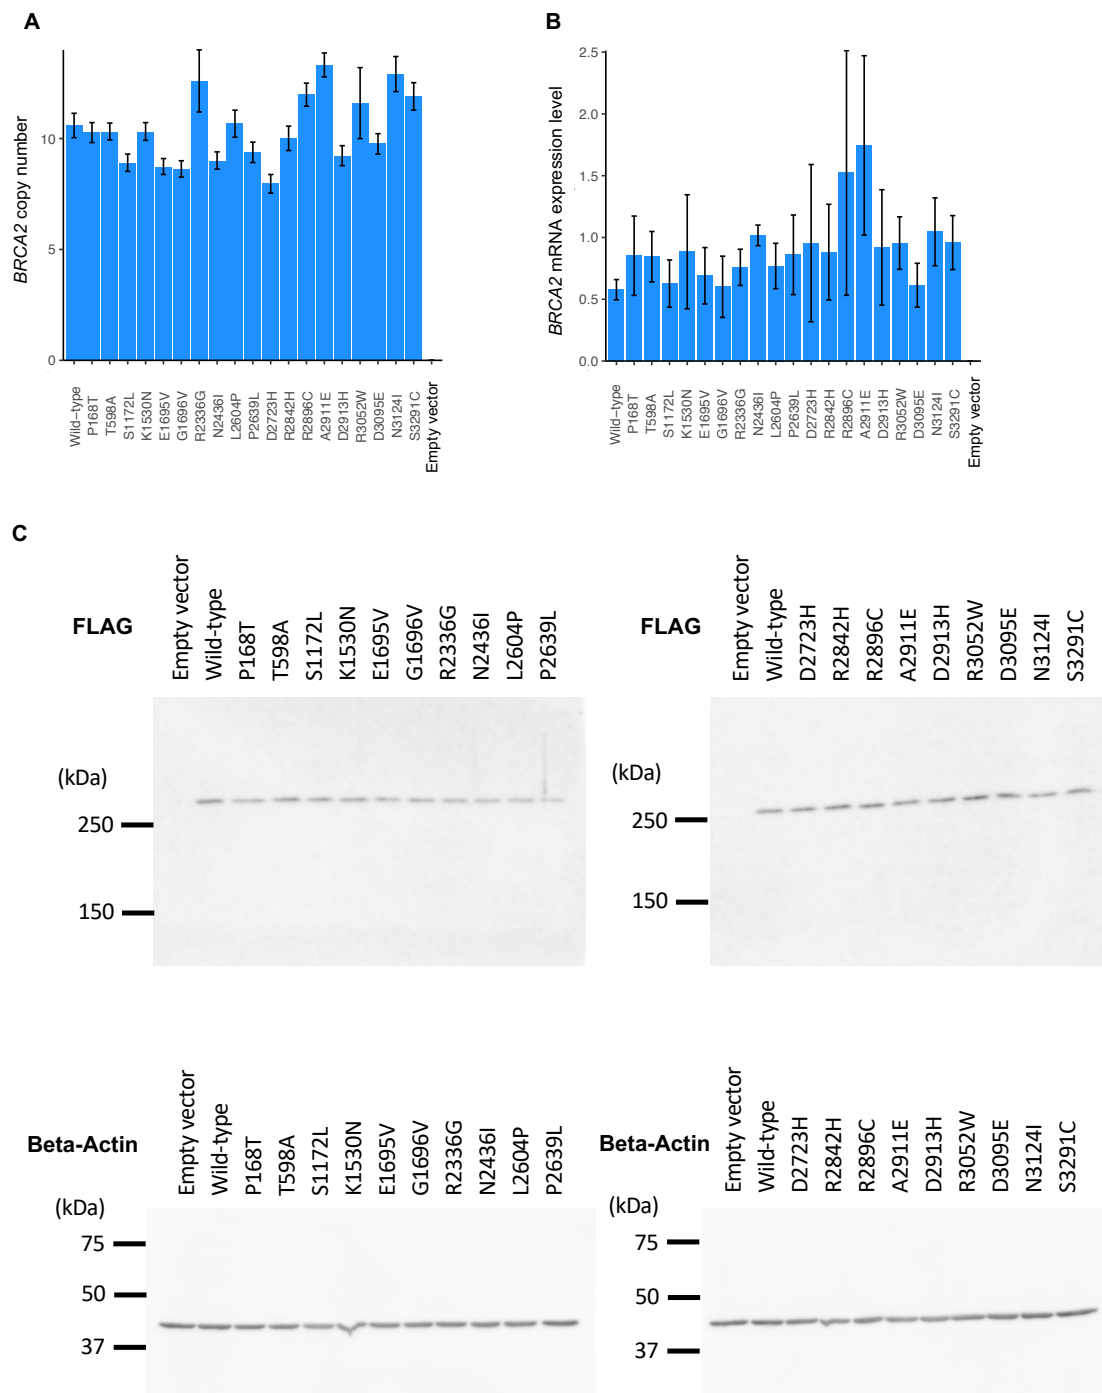 A
BRCA2 copy number
10
5
0
Wild-type
P168T
T598A
S1172L
K1530N
E1695V
G1696V
R2336G
N2436I
L2604P
P2639L
D2723H
R2842H
R2896C
A2911E
D2913H
R3052W
D3095E
N3124I
S3291C
Empty vector
B
BRCA2 mRNA expression level
2.5
2.0
1.5
1.0
0.5
0.0
Wild-type
P168T
T598A
S1172L
K1530N
E1695V
G1696V
R2336G
N2436I
L2604P
P2639L
D2723H
R2842H
R2896C
A2911E
D2913H
R3052W
D3095E
N3124I
S3291C
Empty vector
C
FLAG
Empty vector
Wild-type
P168T
T598A
S1172L
K1530N
E1695V
G1696V
R2336G
N2436I
L2604P
P2639L
(kDa)
250
150
FLAG
Empty vector
Wild-type
D2723H
R2842H
R2896C
A2911E
D2913H
R3052W
D3095E
N3124I
S3291C
(kDa)
250
150
Beta-Actin
Empty vector
Wild-type
P168T
T598A
S1172L
K1530N
E1695V
G1696V
R2336G
N2436I
L2604P
P2639L
(kDa)
75
50
37
Beta-Actin
Empty vector
Wild-type
D2723H
R2842H
R2896C
A2911E
D2913H
R3052W
D3095E
N3124I
S3291C
(kDa)
75
50
37